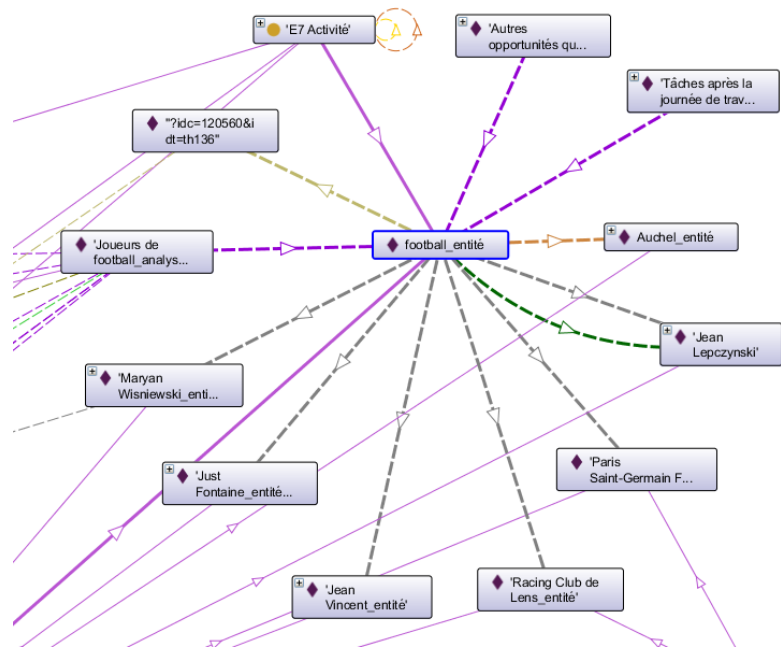 'E7 Activité'
'Autres
opportunités qu...
'Tâches après la
journée de trav...
"?idc=120560&i
dt=th136"
'Joueurs de
football_analys...
football_entité
Auchel_entité
'Jean
Lepczynski'
'Maryan
Wisniewski_enti...
'Just
Fontaine_entité...
'Paris
Saint-Germain F...
'Jean
Vincent_entité'
'Racing Club de
Lens_entité'